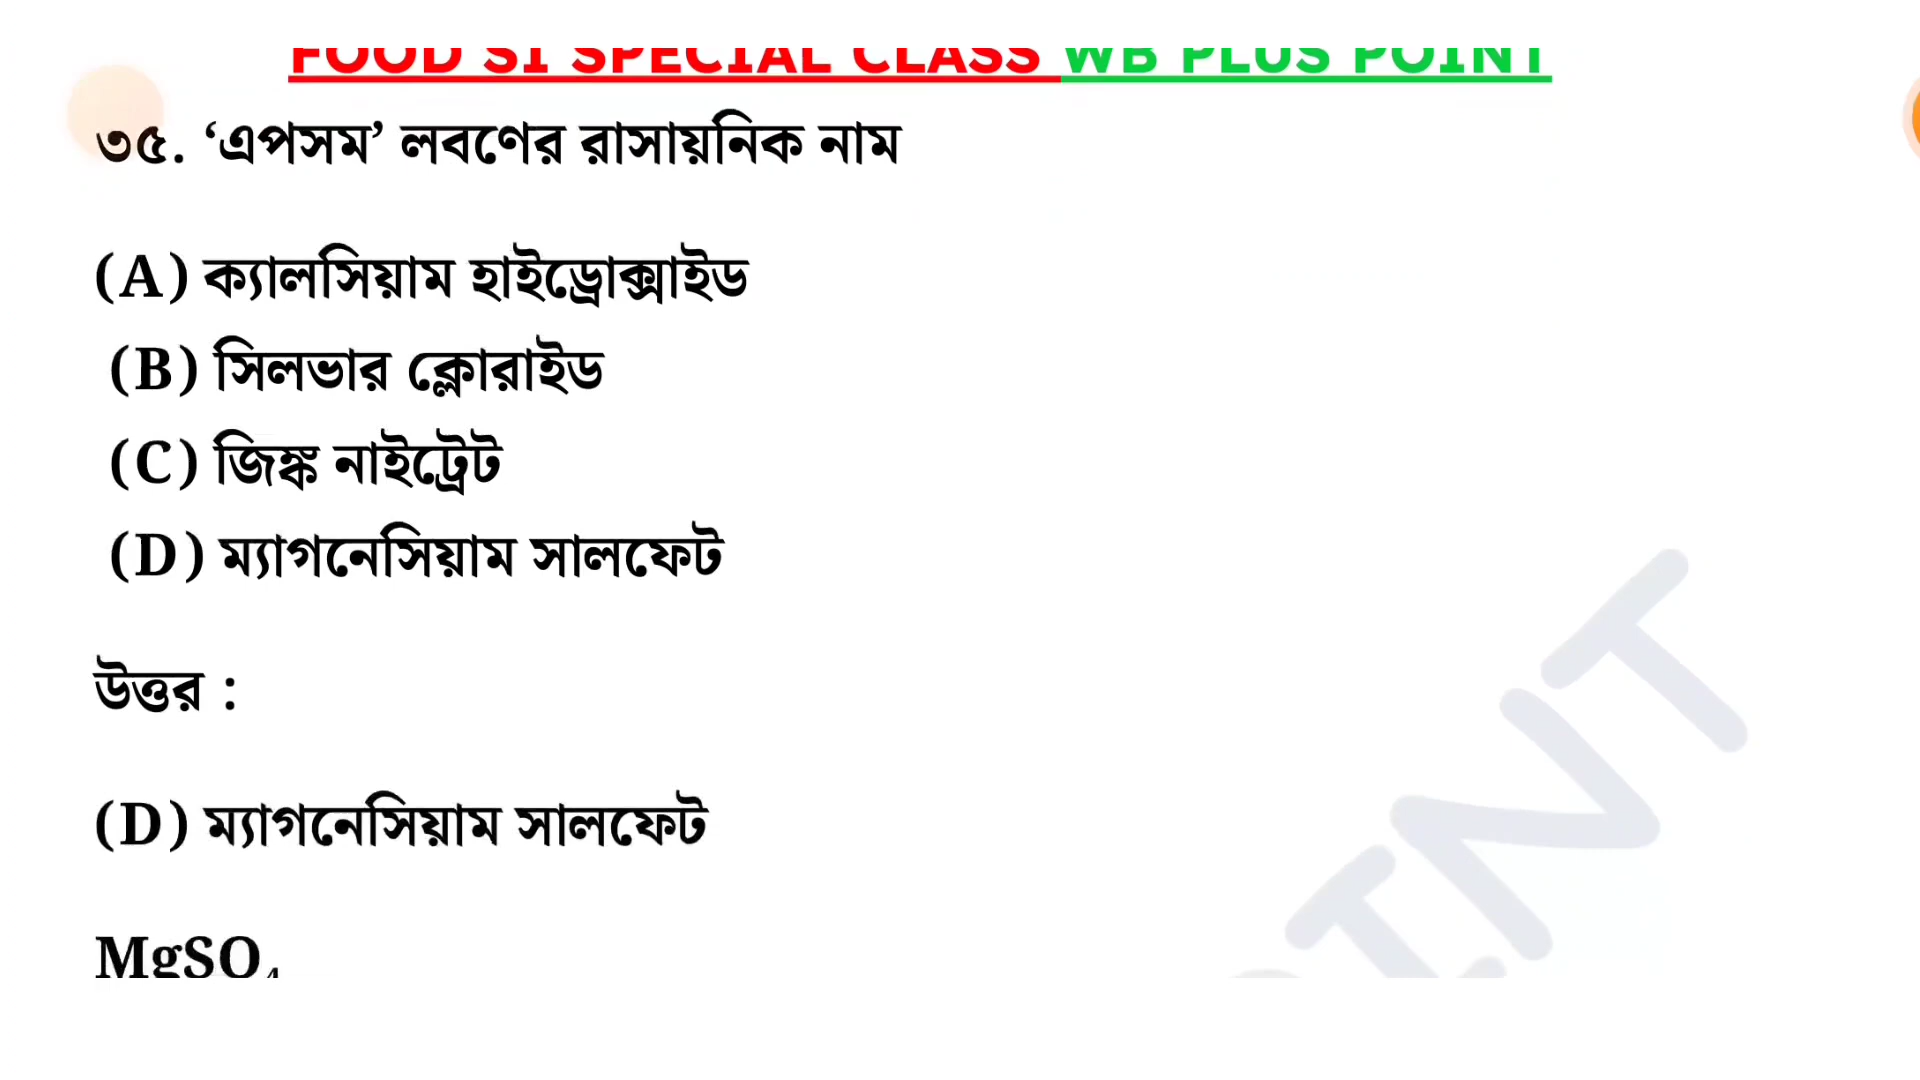 FOOD SI SPECIAL CLASS WB PLUS POINT
৩৫. ‘এপসম’ লবণের রাসায়নিক নাম
(A) ক্যালসিয়াম হাইড্রোক্সাইড
(B) সিলভার ক্লোরাইড
(C) জিঙ্ক নাইট্রেট
(D) ম্যাগনেসিয়াম সালফেট
উত্তর :
(D) ম্যাগনেসিয়াম সালফেট
MgSO₄